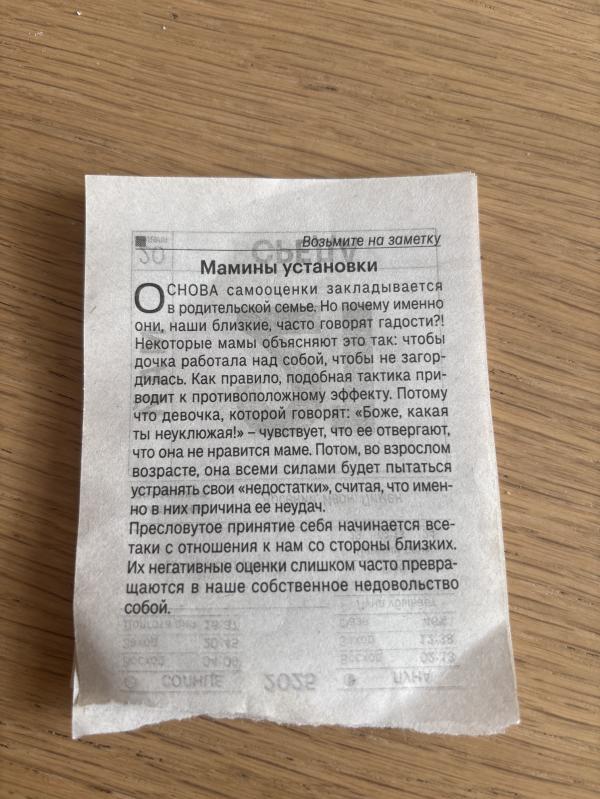 Возьмите на заметку
Мамины установки
ОСНОВА самооценки закладывается
в родительской семье. Но почему именно
они, наши близкие, часто говорят гадости?!
Некоторые мамы объясняют это так: чтобы
дочка работала над собой, чтобы не загор-
дилась. Как правило, подобная тактика при-
водит к противоположному эффекту. Потому
что девочка, которой говорят: «Боже, какая
ты неуклюжая!» – чувствует, что ее отвергают,
что она не нравится маме. Потом, во взрослом
возрасте, она всеми силами будет пытаться
устранять свои «недостатки», считая, что имен-
но в них причина ее неудач.
Пресловутое принятие себя начинается все-
таки с отношения к нам со стороны близких.
Их негативные оценки слишком часто превра-
щаются в наше собственное недовольство
собой.